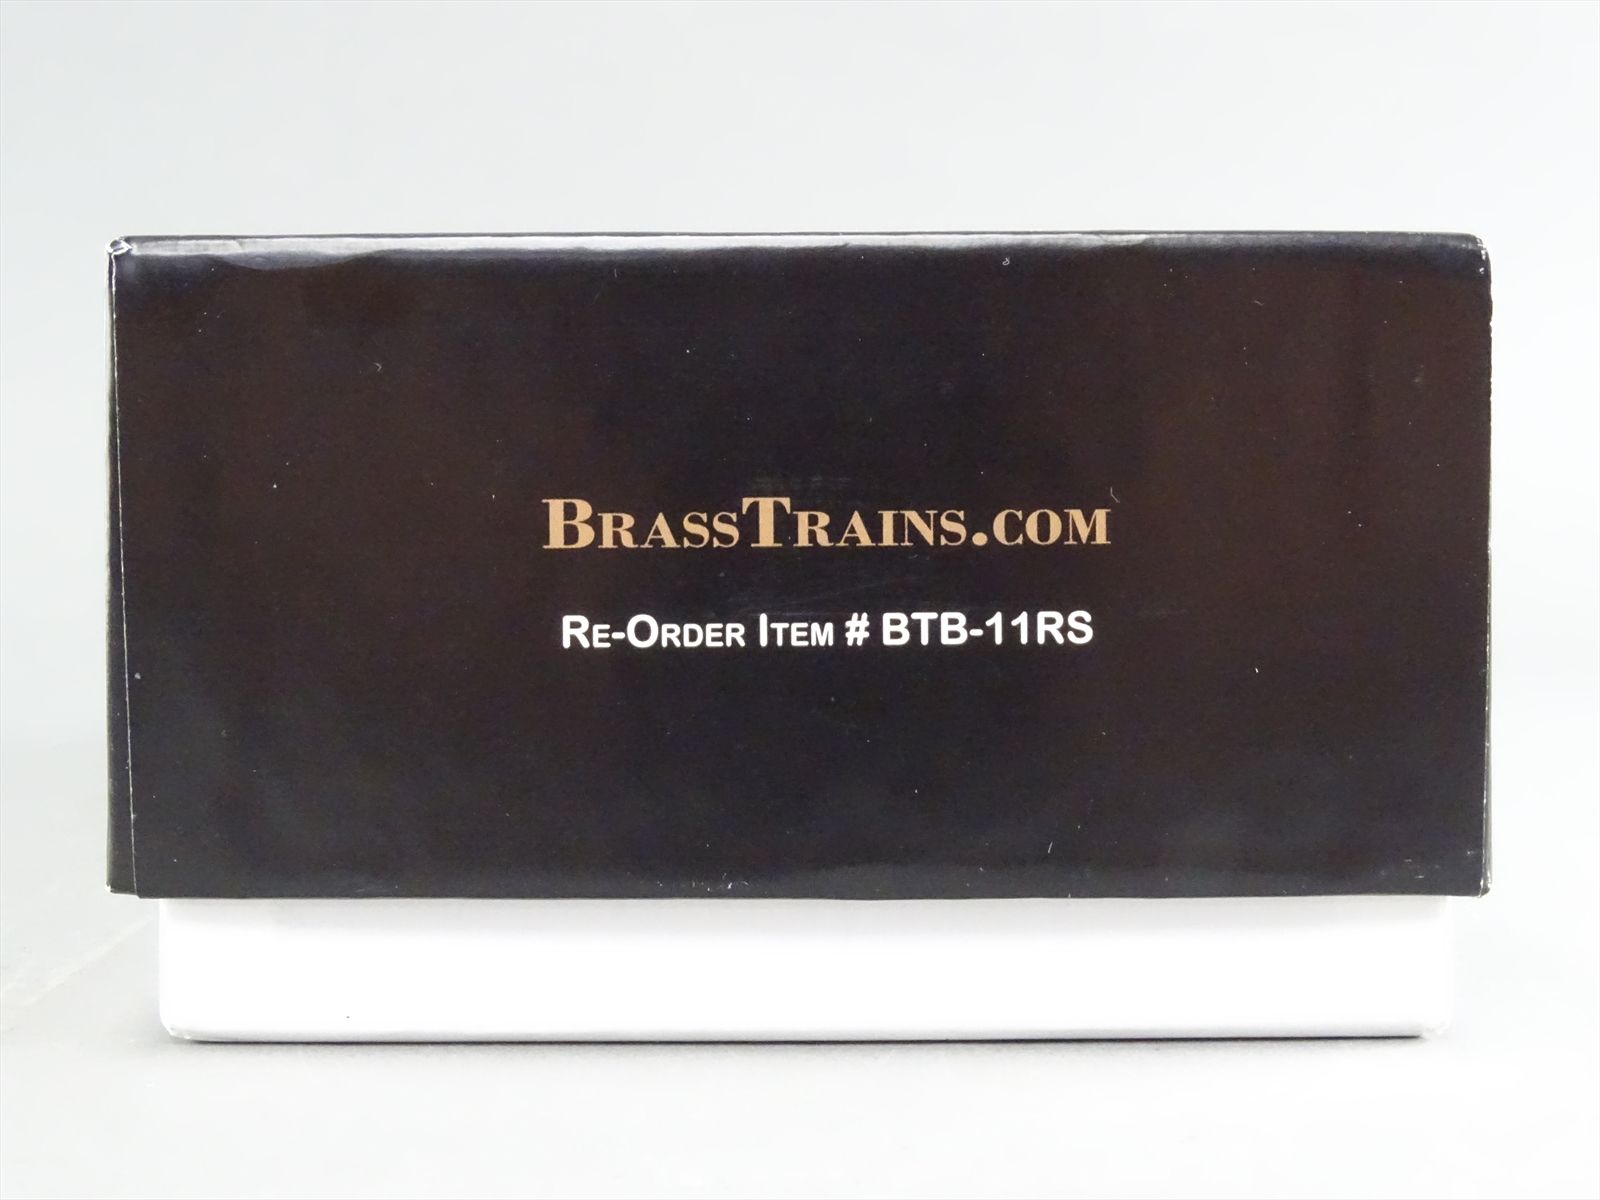 BrassTrains.com
Re-Order Item # BTB-11RS